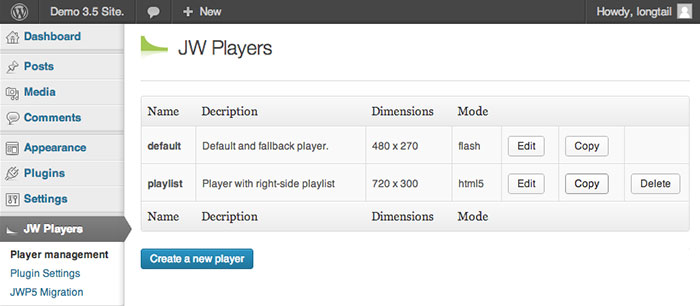 Demo 3.5 Site.
+ New
Howdy, longtail
Dashboard
Posts
Media
Comments
Appearance
Plugins
Settings
JW Players
Player management
Plugin Settings
JWP5 Migration
JW Players
Name Decription Dimensions Mode
default Default and fallback player. 480 x 270 flash Edit Copy
playlist Player with right-side playlist 720 x 300 html5 Edit Copy Delete
Name Decription Dimensions Mode
Create a new player